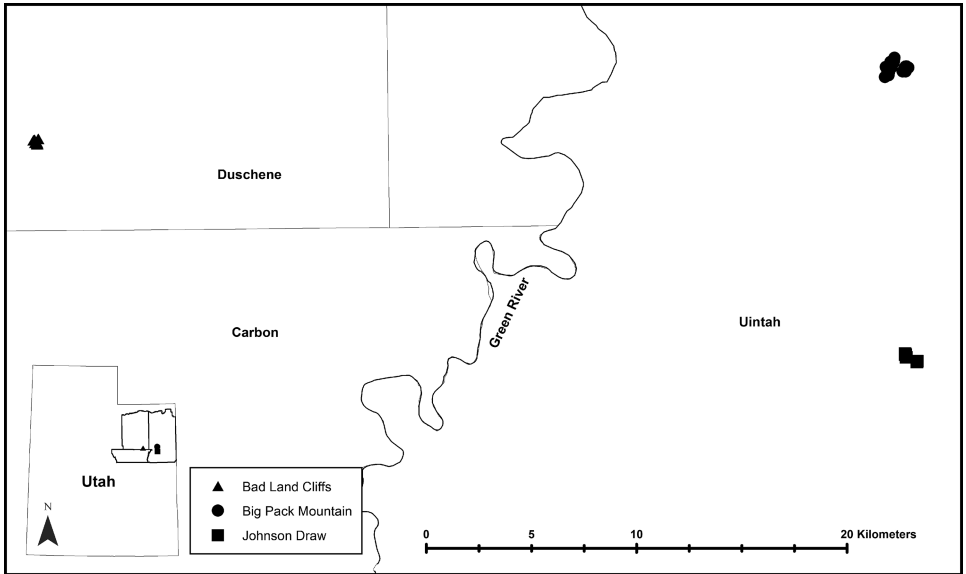 Duschene
Carbon
Green River
Uintah
Utah
N
Bad Land Cliffs
Big Pack Mountain
Johnson Draw
0 5 10 20 Kilometers